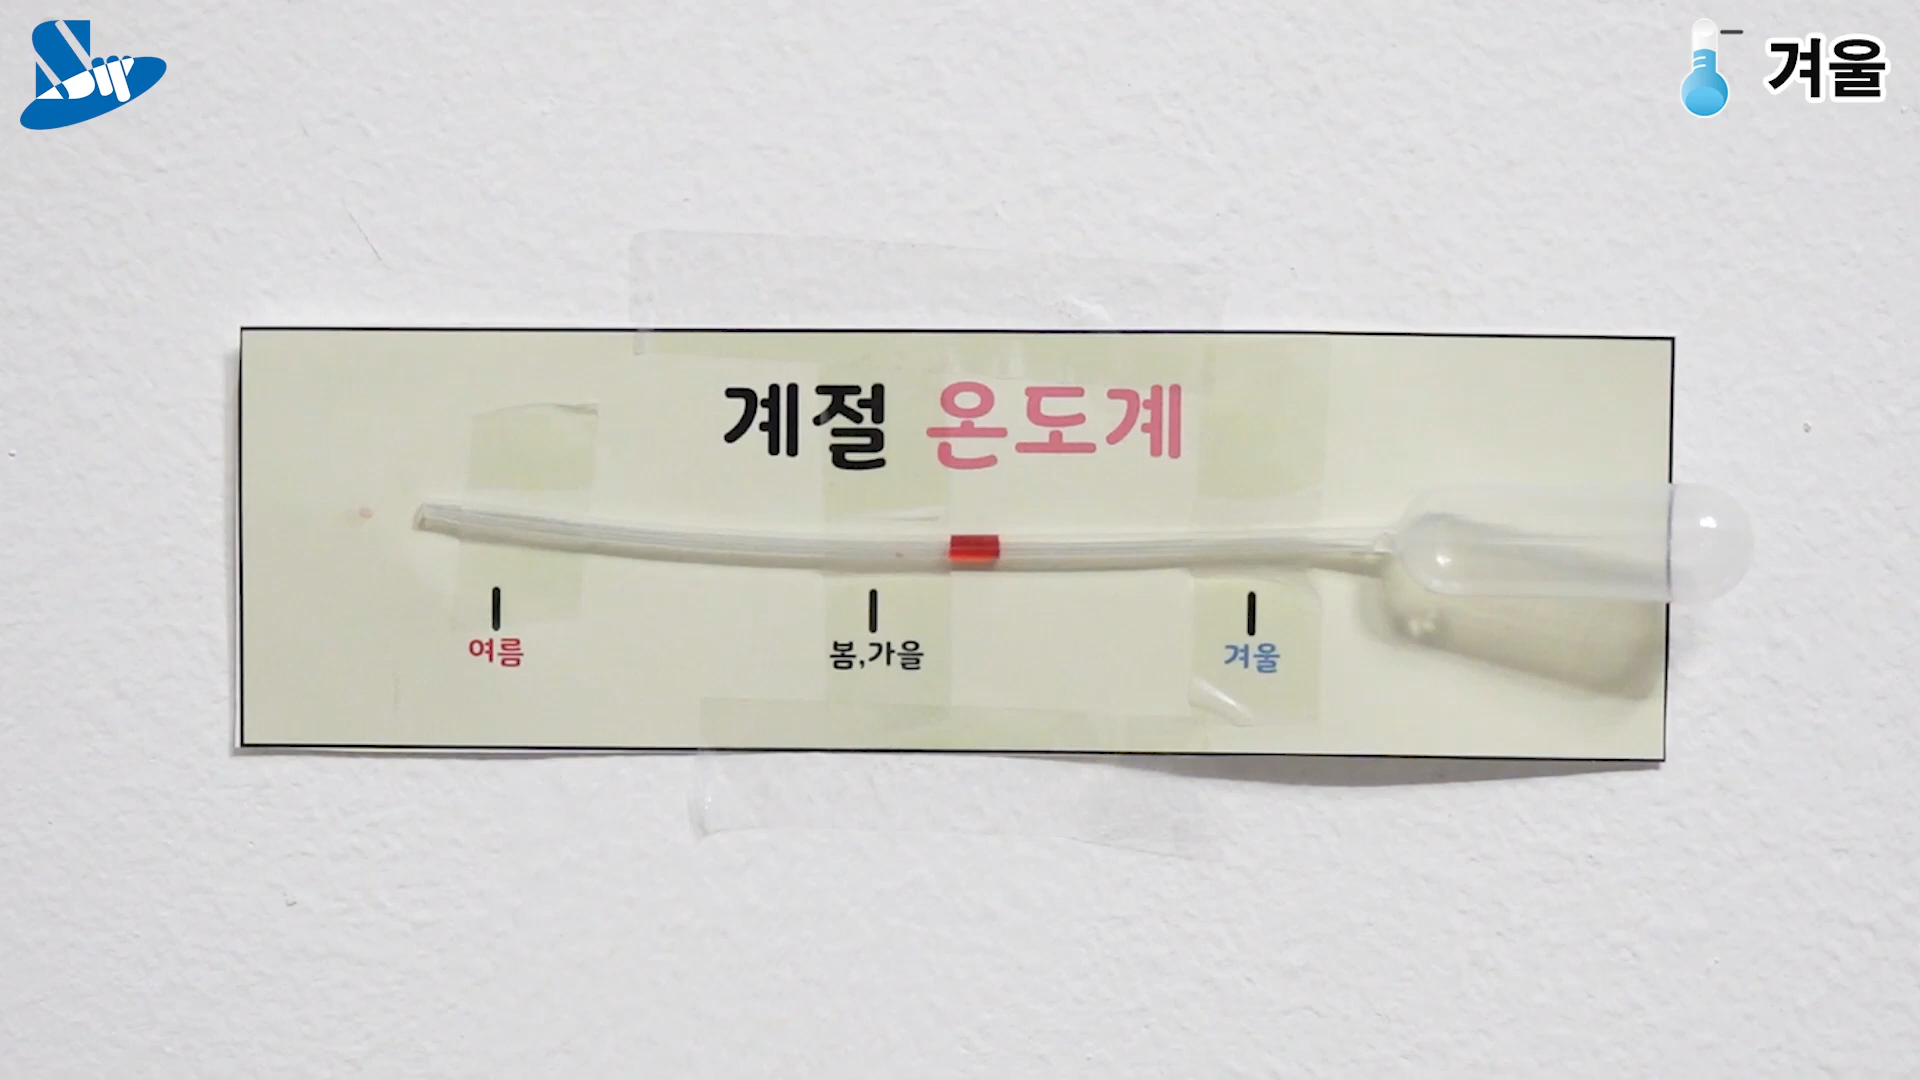 겨울
계절 온도계
여름
봄,가을
겨울